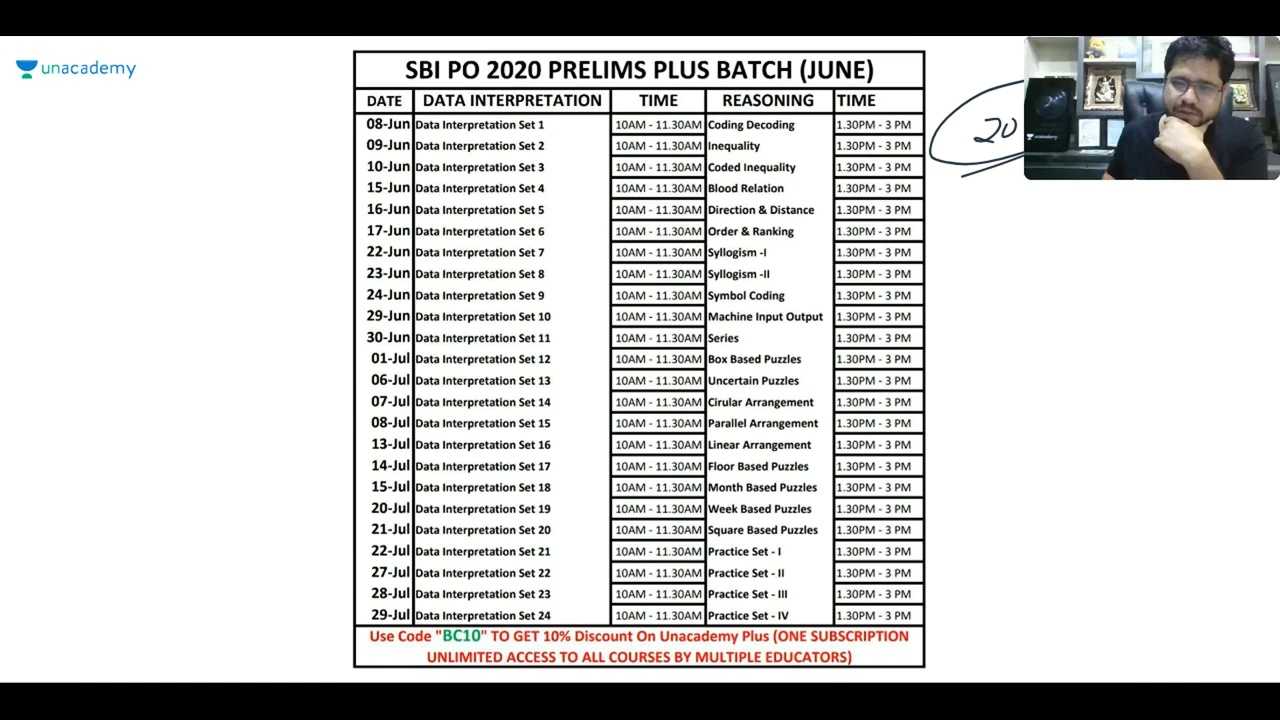 unacademy
SBI PO 2020 PRELIMS PLUS BATCH (JUNE)
DATE DATA INTERPRETATION TIME REASONING TIME
08-Jun Data Interpretation Set 1 10AM - 11.30AM Coding Decoding 1.30PM - 3 PM
09-Jun Data Interpretation Set 2 10AM - 11.30AM Inequality 1.30PM - 3 PM
10-Jun Data Interpretation Set 3 10AM - 11.30AM Coded Inequality 1.30PM - 3 PM
15-Jun Data Interpretation Set 4 10AM - 11.30AM Blood Relation 1.30PM - 3 PM
16-Jun Data Interpretation Set 5 10AM - 11.30AM Direction & Distance 1.30PM - 3 PM
17-Jun Data Interpretation Set 6 10AM - 11.30AM Order & Ranking 1.30PM - 3 PM
22-Jun Data Interpretation Set 7 10AM - 11.30AM Syllogism -I 1.30PM - 3 PM
23-Jun Data Interpretation Set 8 10AM - 11.30AM Syllogism -II 1.30PM - 3 PM
24-Jun Data Interpretation Set 9 10AM - 11.30AM Symbol Coding 1.30PM - 3 PM
29-Jun Data Interpretation Set 10 10AM - 11.30AM Machine Input Output 1.30PM - 3 PM
30-Jun Data Interpretation Set 11 10AM - 11.30AM Series 1.30PM - 3 PM
01-Jul Data Interpretation Set 12 10AM - 11.30AM Box Based Puzzles 1.30PM - 3 PM
06-Jul Data Interpretation Set 13 10AM - 11.30AM Uncertain Puzzles 1.30PM - 3 PM
07-Jul Data Interpretation Set 14 10AM - 11.30AM Cirular Arrangement 1.30PM - 3 PM
08-Jul Data Interpretation Set 15 10AM - 11.30AM Parallel Arrangement 1.30PM - 3 PM
13-Jul Data Interpretation Set 16 10AM - 11.30AM Linear Arrangement 1.30PM - 3 PM
14-Jul Data Interpretation Set 17 10AM - 11.30AM Floor Based Puzzles 1.30PM - 3 PM
15-Jul Data Interpretation Set 18 10AM - 11.30AM Month Based Puzzles 1.30PM - 3 PM
20-Jul Data Interpretation Set 19 10AM - 11.30AM Week Based Puzzles 1.30PM - 3 PM
21-Jul Data Interpretation Set 20 10AM - 11.30AM Square Based Puzzles 1.30PM - 3 PM
22-Jul Data Interpretation Set 21 10AM - 11.30AM Practice Set - I 1.30PM - 3 PM
27-Jul Data Interpretation Set 22 10AM - 11.30AM Practice Set - II 1.30PM - 3 PM
28-Jul Data Interpretation Set 23 10AM - 11.30AM Practice Set - III 1.30PM - 3 PM
29-Jul Data Interpretation Set 24 10AM - 11.30AM Practice Set - IV 1.30PM - 3 PM
Use Code "BC10" TO GET 10% Discount On Unacademy Plus (ONE SUBSCRIPTION
UNLIMITED ACCESS TO ALL COURSES BY MULTIPLE EDUCATORS)
20
unacademy